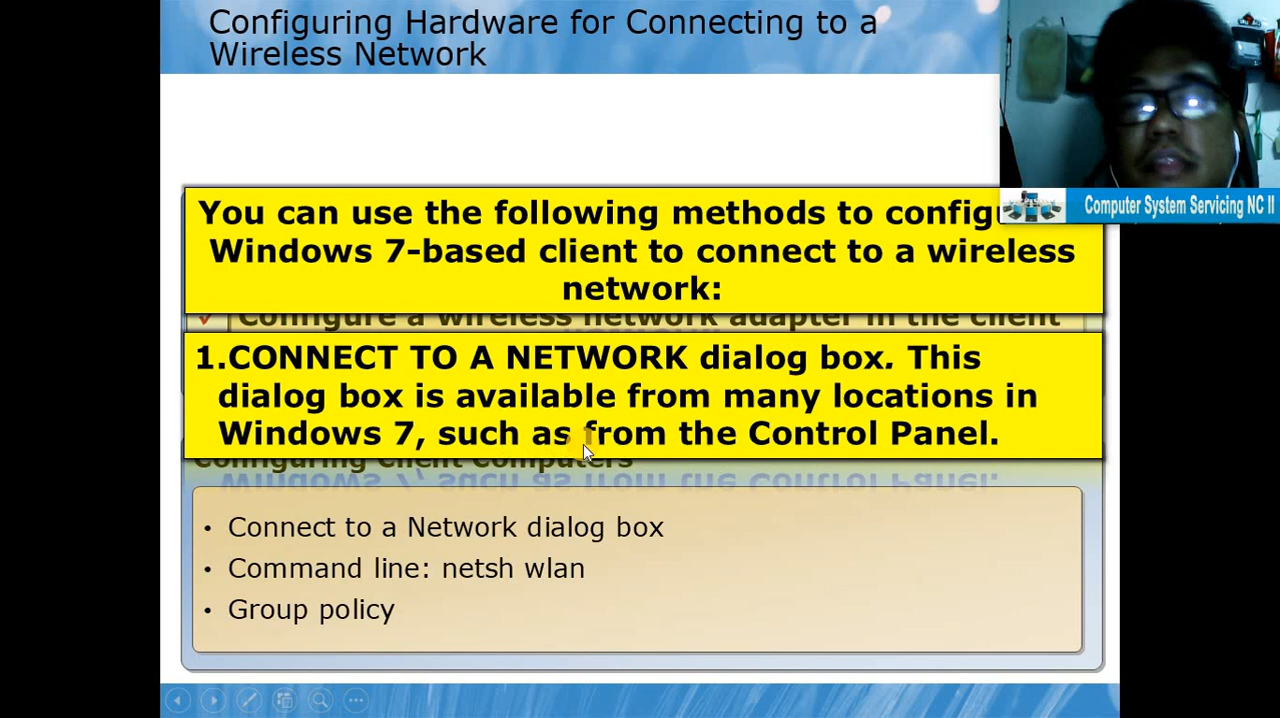 Configuring Hardware for Connecting to a
Wireless Network
Computer System Servicing NC II
You can use the following methods to
Windows 7-based client to connect to a wireless
network:
Configure a wireless network adapter in the client
1.CONNECT TO A NETWORK dialog box. This
dialog box is available from many locations in
Windows 7, such as from the Control Panel.
Configuring Client Computers
• Connect to a Network dialog box
• Command line: netsh wlan
• Group policy